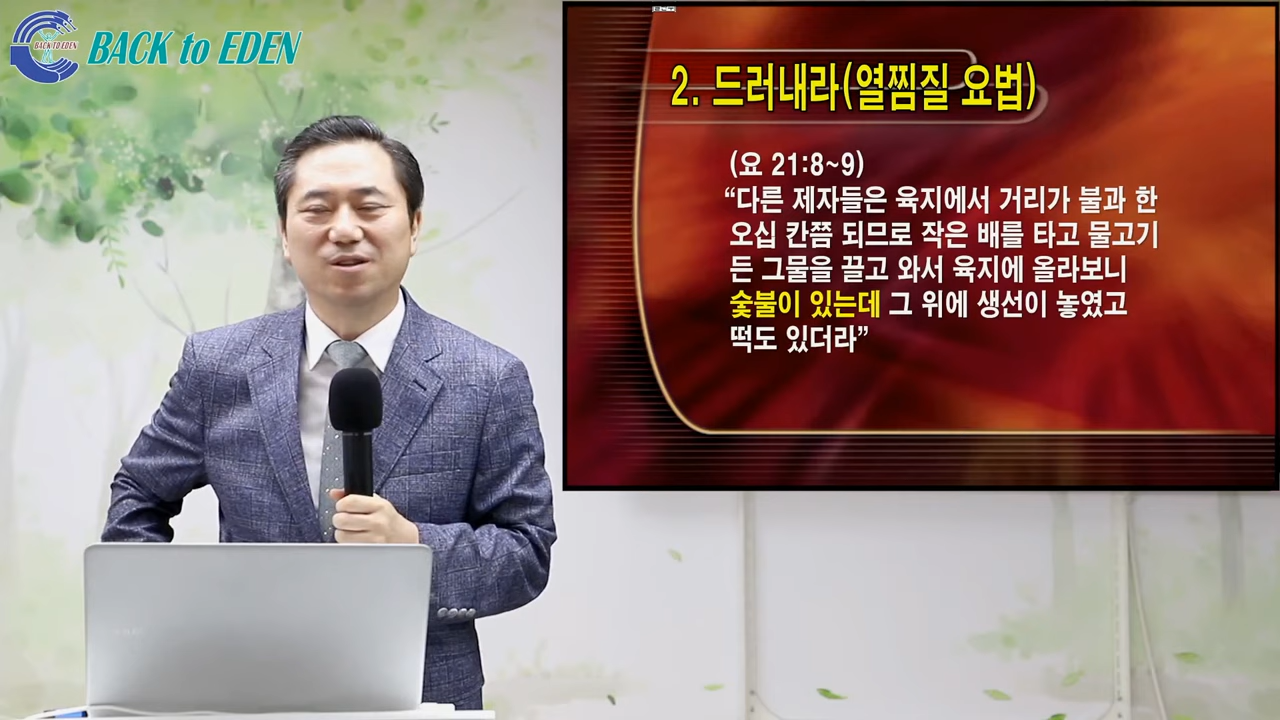 BACK TO EDEN
BACK to EDEN
2. 드러내라(열찜질 요법)
(요 21:8~9)
“다른 제자들은 육지에서 거리가 불과 한
오십 칸쯤 되므로 작은 배를 타고 물고기
든 그물을 끌고 와서 육지에 올라보니
숯불이 있는데 그 위에 생선이 놓였고
떡도 있더라”